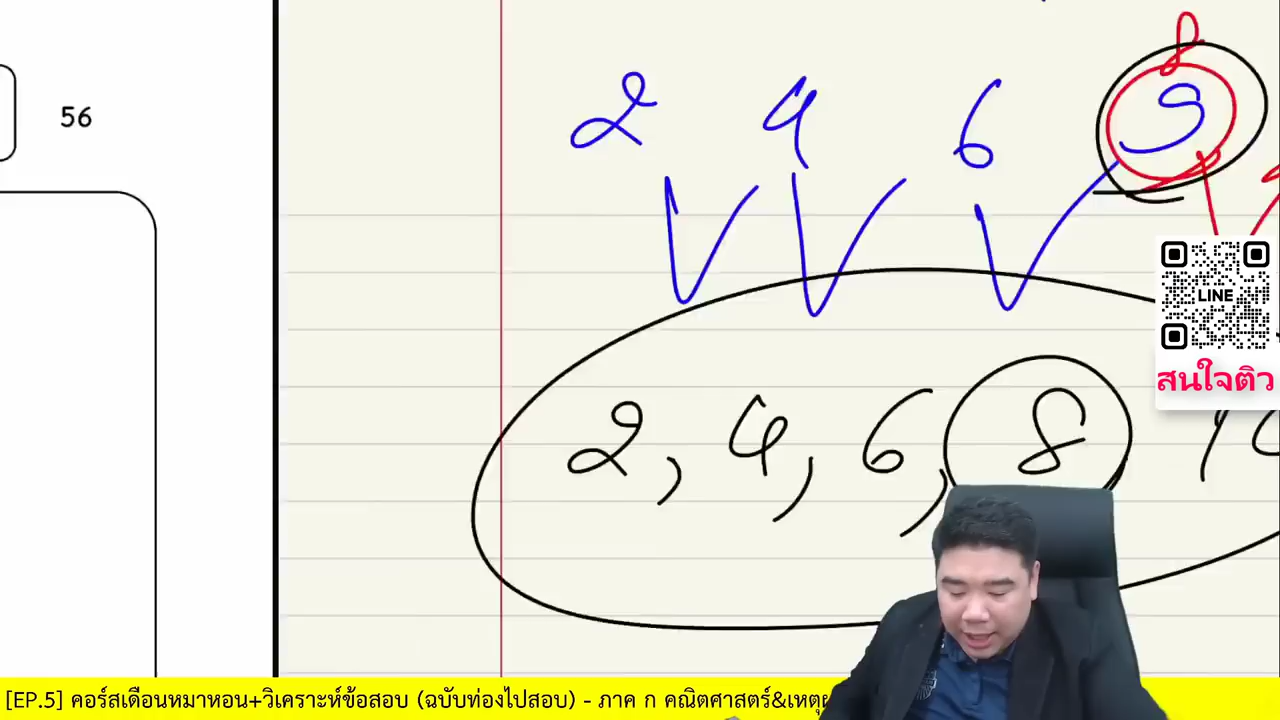 8
56
2 4 6 9
LINE
สนใจติว
2, 4, 6, 8
[EP.5] คอร์สเดือนหมาหอน+วิเคราะห์ข้อสอบ (ฉบับท่องไปสอบ) - ภาค ก คณิตศาสตร์&เหตุผ